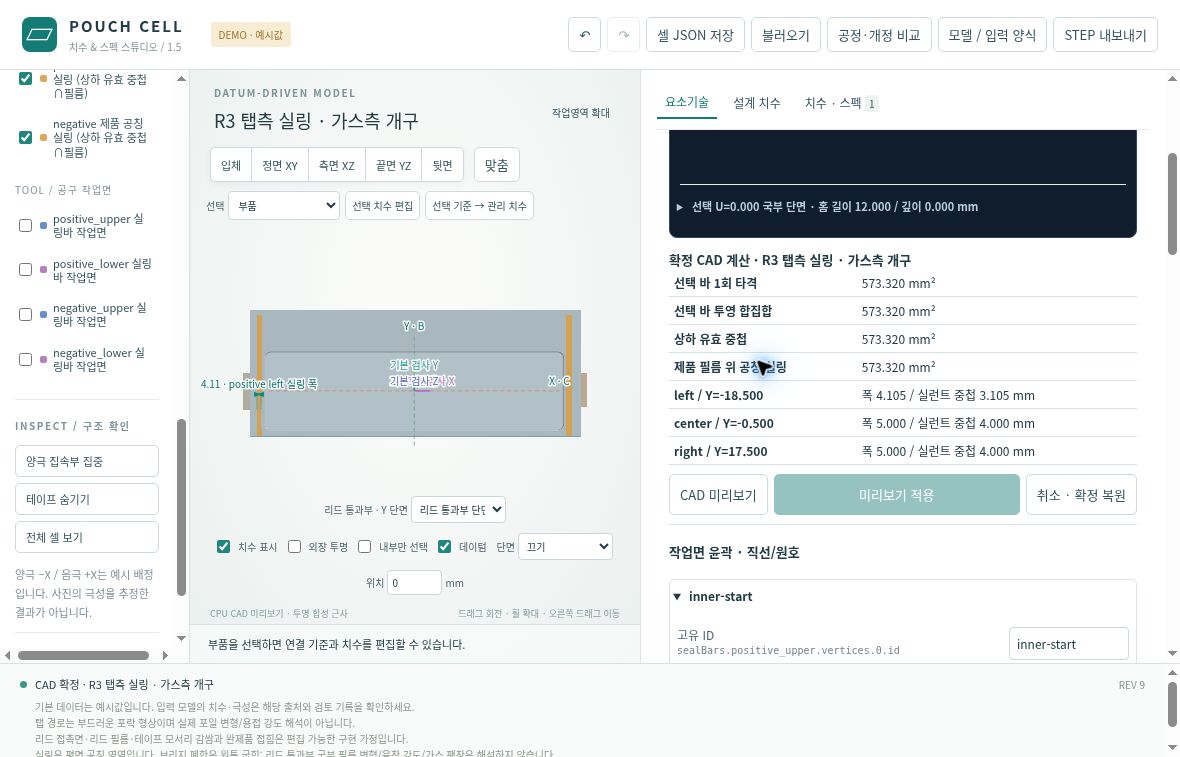 POUCH CELL
치수 & 스펙 스튜디오 / 1.5
DEMO · 예시값
↶
↷
셀 JSON 저장
불러오기
공정·개정 비교
모델 / 입력 양식
STEP 내보내기
실링 (상하 유효 중첩
∩필름)
negative 제품 공칭
실링 (상하 유효 중첩
∩필름)
TOOL / 공구 작업면
positive_upper 실
링바 작업면
positive_lower 실링
바 작업면
negative_upper 실
링바 작업면
negative_lower 실
링바 작업면
INSPECT / 구조 확인
양극 집속부 집중
테이프 숨기기
전체 셀 보기
양극 −X / 음극 +X는 예시 배정
입니다. 사진의 극성을 추정한
결과가 아닙니다.
DATUM-DRIVEN MODEL
R3 탭측 실링 · 가스측 개구
작업영역 확대
입체
정면 XY
측면 XZ
끝면 YZ
뒷면
맞춤
선택
부품
선택 치수 편집
선택 기준 → 관리 치수
Y · B
기본 검사 Y
4.11 · positive left 실링 폭
X · C
리드 통과부 · Y 단면
치수 표시
외장 투명
내부만 선택
데이텀
단면
끄기
위치
0
mm
CPU CAD 미리보기 · 투명 합성 근사
드래그 회전 · 휠 확대 · 오른쪽 드래그 이동
부품을 선택하면 연결 기준과 치수를 편집할 수 있습니다.
요소기술
설계 치수
치수 · 스펙 1
선택 U=0.000 국부 단면 · 홈 길이 12.000 / 깊이 0.000 mm
확정 CAD 계산 · R3 탭측 실링 · 가스측 개구
선택 바 1회 타격 573.320 mm²
선택 바 투영 합집합 573.320 mm²
상하 유효 중첩 573.320 mm²
제품 필름 위 공칭 실링 573.320 mm²
left / Y=-18.500 폭 4.105 / 실런트 중첩 3.105 mm
center / Y=-0.500 폭 5.000 / 실런트 중첩 4.000 mm
right / Y=17.500 폭 5.000 / 실런트 중첩 4.000 mm
CAD 미리보기
미리보기 적용
취소 · 확정 복원
작업면 윤곽 · 직선/원호
inner-start
고유 ID
sealBars.positive_upper.vertices.0.id
inner-start
CAD 확정 · R3 탭측 실링 · 가스측 개구
REV 9
기본 데이터는 예시값입니다. 입력 모델의 치수·극성은 해당 출처와 검토 기록을 확인하세요.
탭 경로는 부드러운 포락 형상이며 실제 포일 변형/용접 강도 해석이 아닙니다.
리드 접촉면·리드 필름·테이프 모서리 감쌈과 완제품 접힘은 편집 가능한 구현 가정입니다.